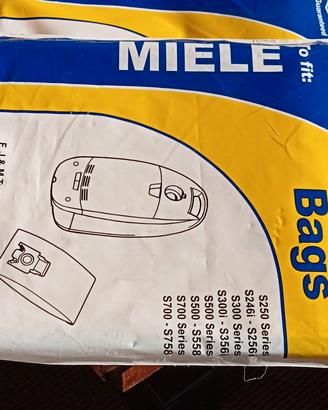 Guaranteed
to fit:
MIELE
Bags
S250 Series
S246i - S256i
S300 Series
S300i - S356i
S500 Series
S500 - S558
S700 Series
S700 - S758
F, J & M